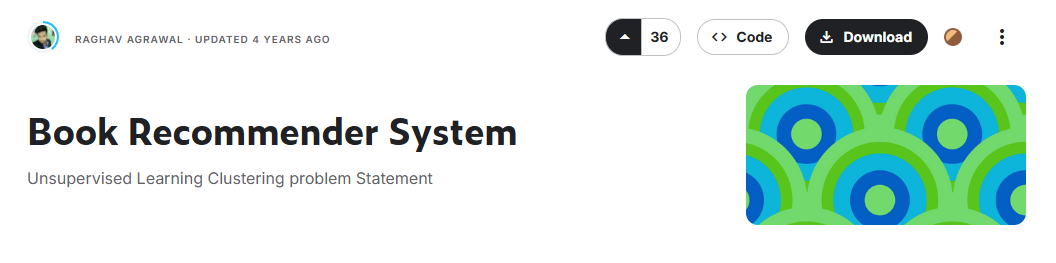 RAGHAV AGRAWAL · UPDATED 4 YEARS AGO
36
Code
Download
Book Recommender System
Unsupervised Learning Clustering problem Statement